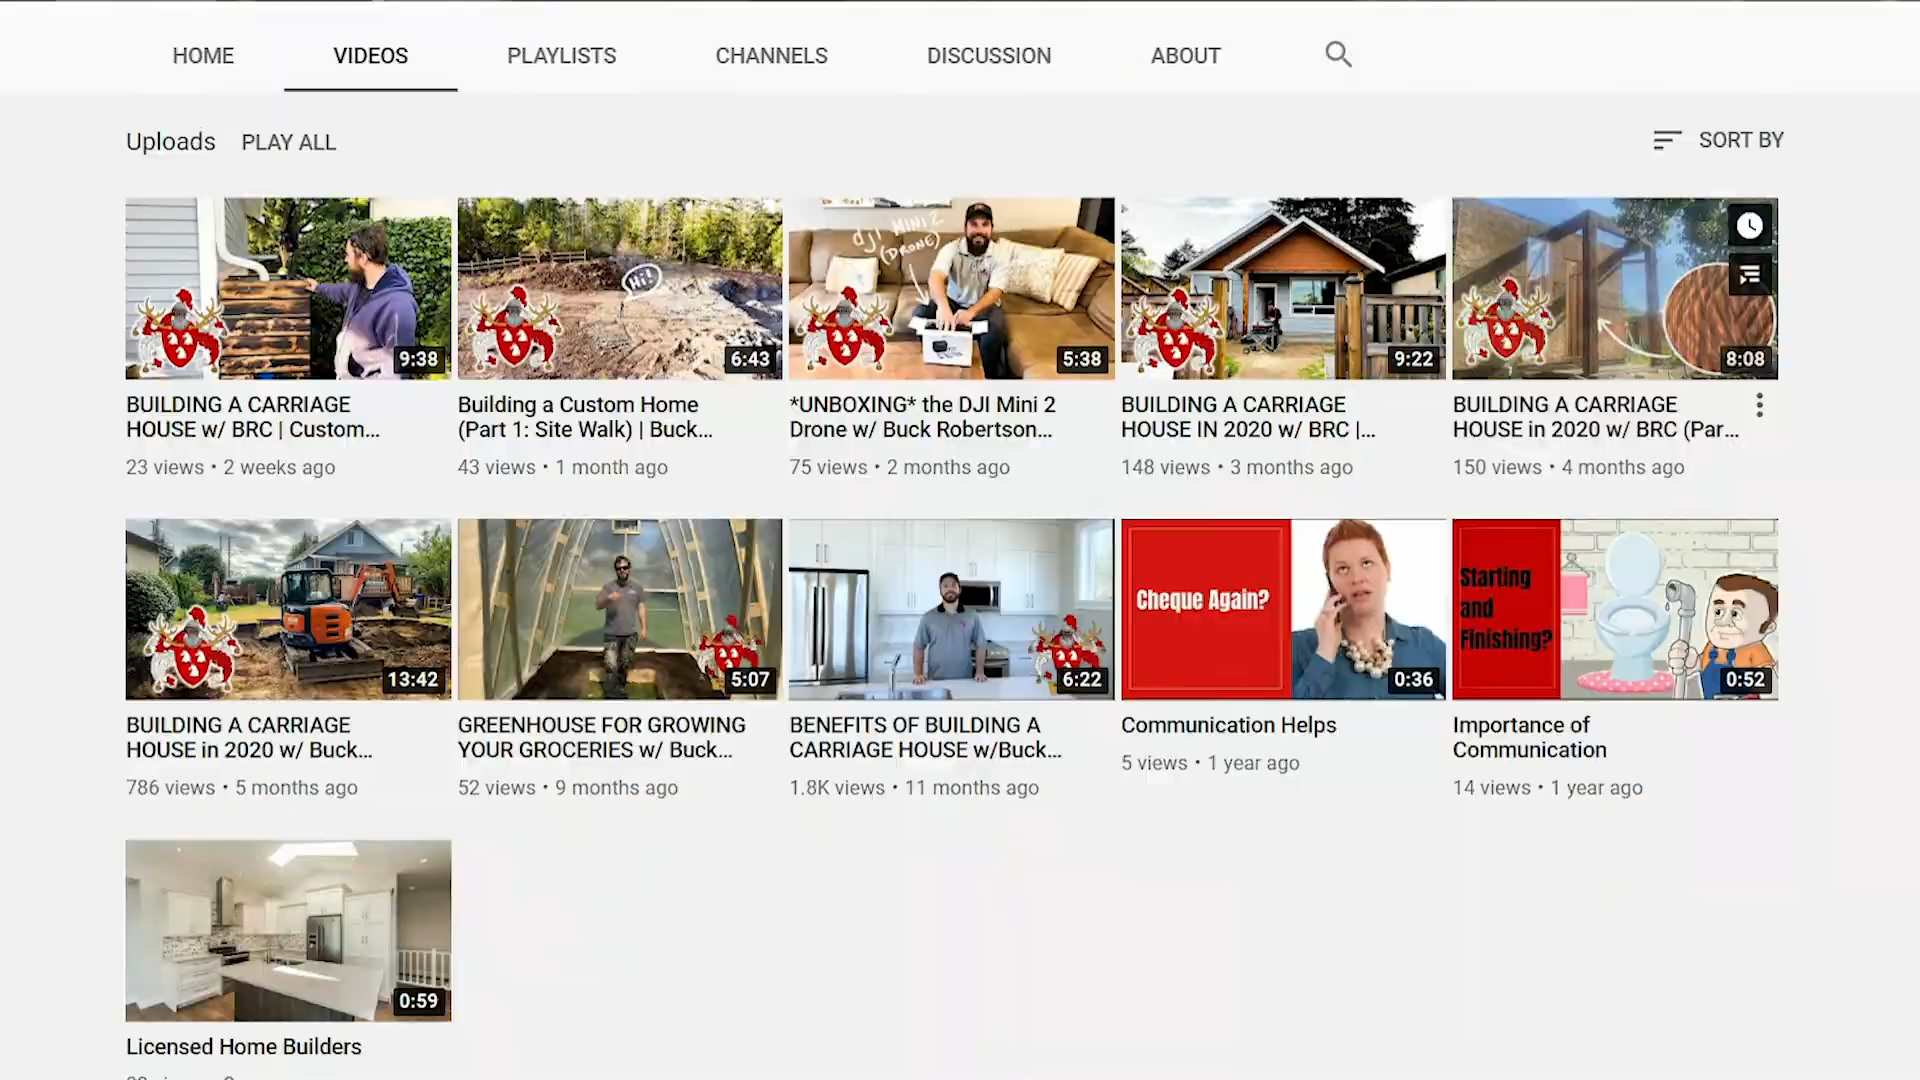 HOME VIDEOS PLAYLISTS CHANNELS DISCUSSION ABOUT
Uploads PLAY ALL SORT BY
Hi!
dji MINI 2
(DRONE)
9:38 6:43 5:38 9:22 8:08
BUILDING A CARRIAGE
HOUSE w/ BRC | Custom...
23 views • 2 weeks ago
Building a Custom Home
(Part 1: Site Walk) | Buck...
43 views • 1 month ago
*UNBOXING* the DJI Mini 2
Drone w/ Buck Robertson...
75 views • 2 months ago
BUILDING A CARRIAGE
HOUSE IN 2020 w/ BRC |...
148 views • 3 months ago
BUILDING A CARRIAGE
HOUSE in 2020 w/ BRC (Par...
150 views • 4 months ago
Cheque Again?
Starting
and
Finishing?
13:42 5:07 6:22 0:36 0:52
BUILDING A CARRIAGE
HOUSE in 2020 w/ Buck...
786 views • 5 months ago
GREENHOUSE FOR GROWING
YOUR GROCERIES w/ Buck...
52 views • 9 months ago
BENEFITS OF BUILDING A
CARRIAGE HOUSE w/Buck...
1.8K views • 11 months ago
Communication Helps
5 views • 1 year ago
Importance of
Communication
14 views • 1 year ago
0:59
Licensed Home Builders